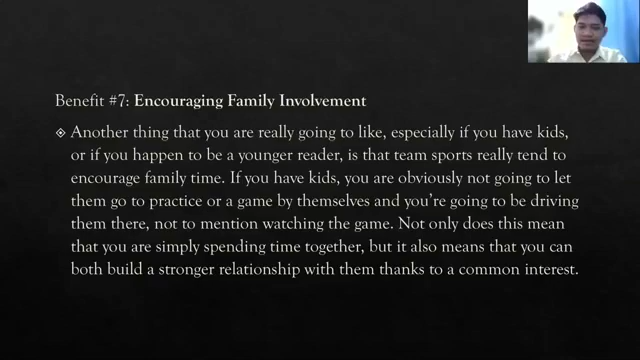 Benefit #7: Encouraging Family Involvement
Another thing that you are really going to like, especially if you have kids,
or if you happen to be a younger reader, is that team sports really tend to
encourage family time. If you have kids, you are obviously not going to let
them go to practice or a game by themselves and you're going to be driving
them there, not to mention watching the game. Not only does this mean
that you are simply spending time together, but it also means that you can
both build a stronger relationship with them thanks to a common interest.